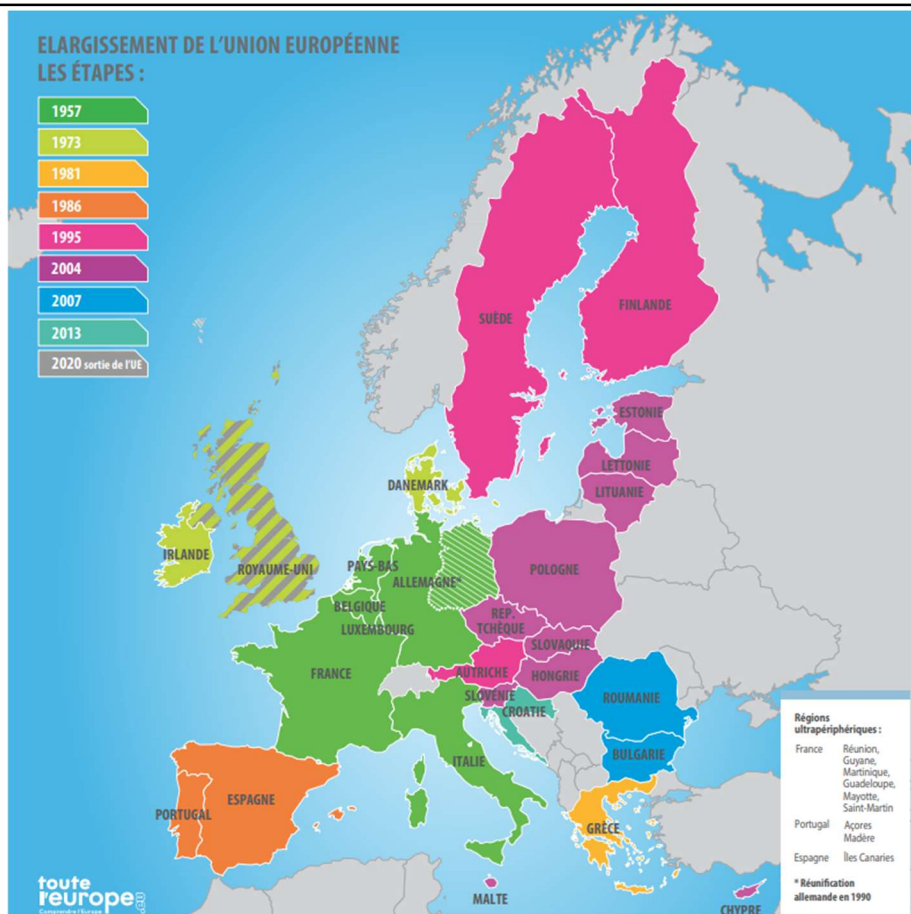 ELARGISSEMENT DE L'UNION EUROPÉENNE
LES ÉTAPES :
1957
1973
1981
1986
1995
2004
2007
2013
2020 sortie de l'UE
SUÈDE
FINLANDE
ESTONIE
LETTONIE
LITUANIE
DANEMARK
IRLANDE
ROYAUME-UNI
PAYS-BAS
ALLEMAGNE*
POLOGNE
BELGIQUE
LUXEMBOURG
REP.
TCHÈQUE
SLOVAQUIE
FRANCE
AUTRICHE
HONGRIE
SLOVÉNIE
CROATIE
ROUMANIE
ITALIE
BULGARIE
PORTUGAL
ESPAGNE
GRÈCE
MALTE
CHYPRE
Régions
ultrapériphériques :
France Réunion,
Guyane,
Martinique,
Guadeloupe,
Mayotte,
Saint-Martin
Portugal Açores
Madère
Espagne Îles Canaries
* Réunification
allemande en 1990
toute
l'europe.eu
Comprendre l'Europe